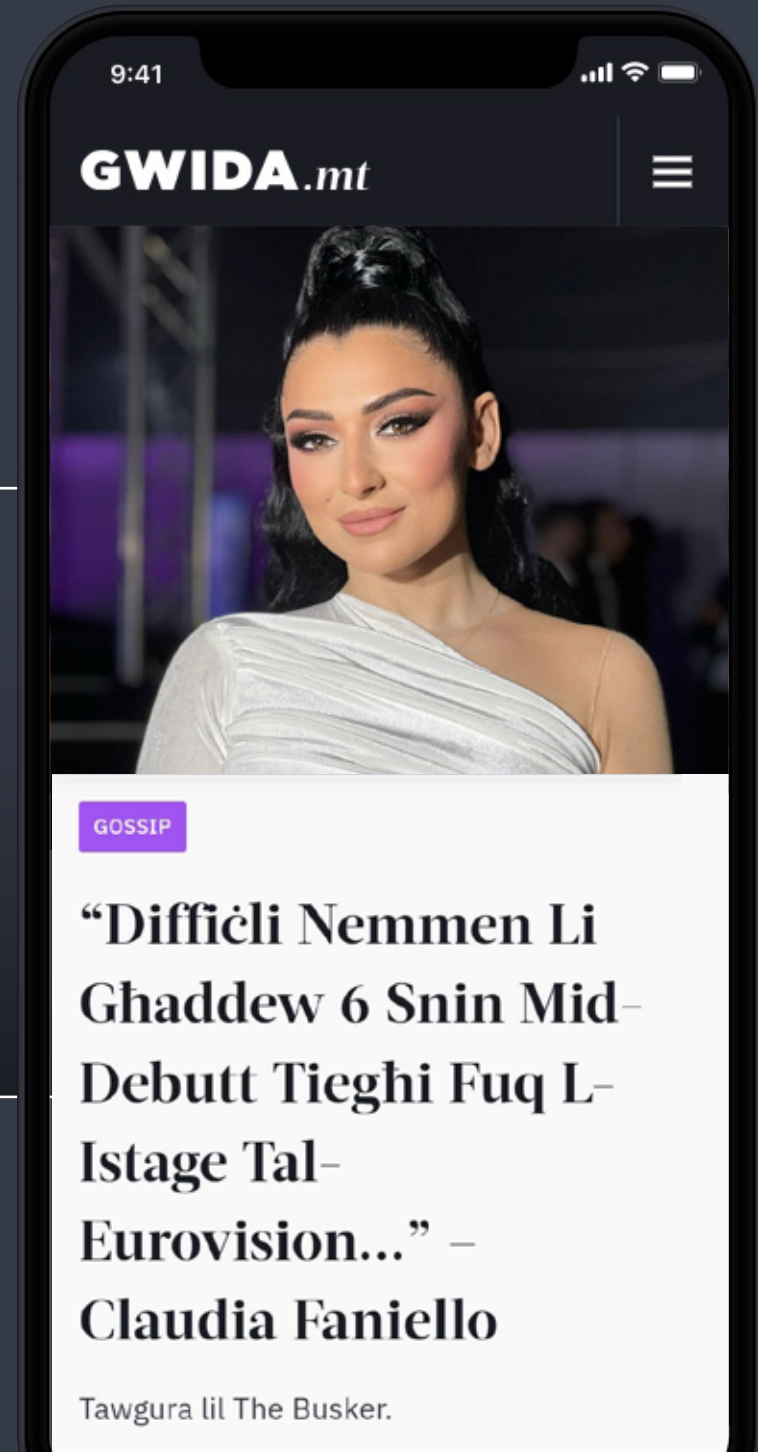 9:41
GWIDA.mt
GOSSIP
“Diffiċli Nemmen Li
Għaddew 6 Snin Mid-
Debutt Tiegħi Fuq L-
Istage Tal-
Eurovision…” –
Claudia Faniello
Tawgura lil The Busker.